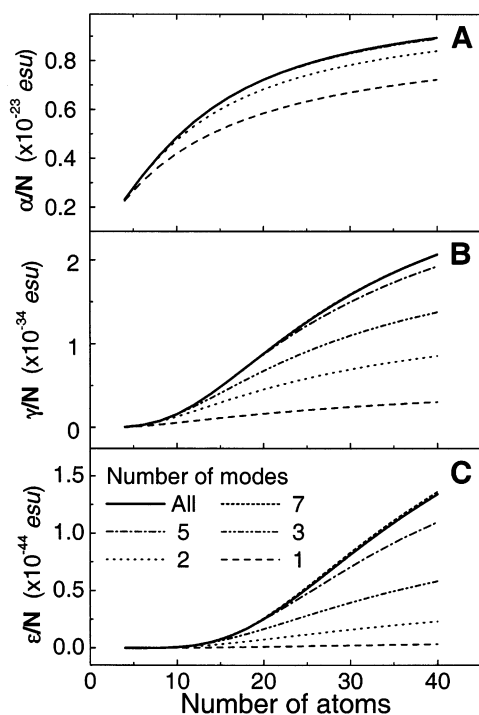 A
0.8
0.6
0.4
0.2
α/N (x10⁻²³ esu)
B
2
1
0
γ/N (x10⁻³⁴ esu)
C
1.5
1.0
0.5
0.0
ε/N (x10⁻⁴⁴ esu)
Number of modes
All 7
5 3
2 1
0 10 20 30 40
Number of atoms